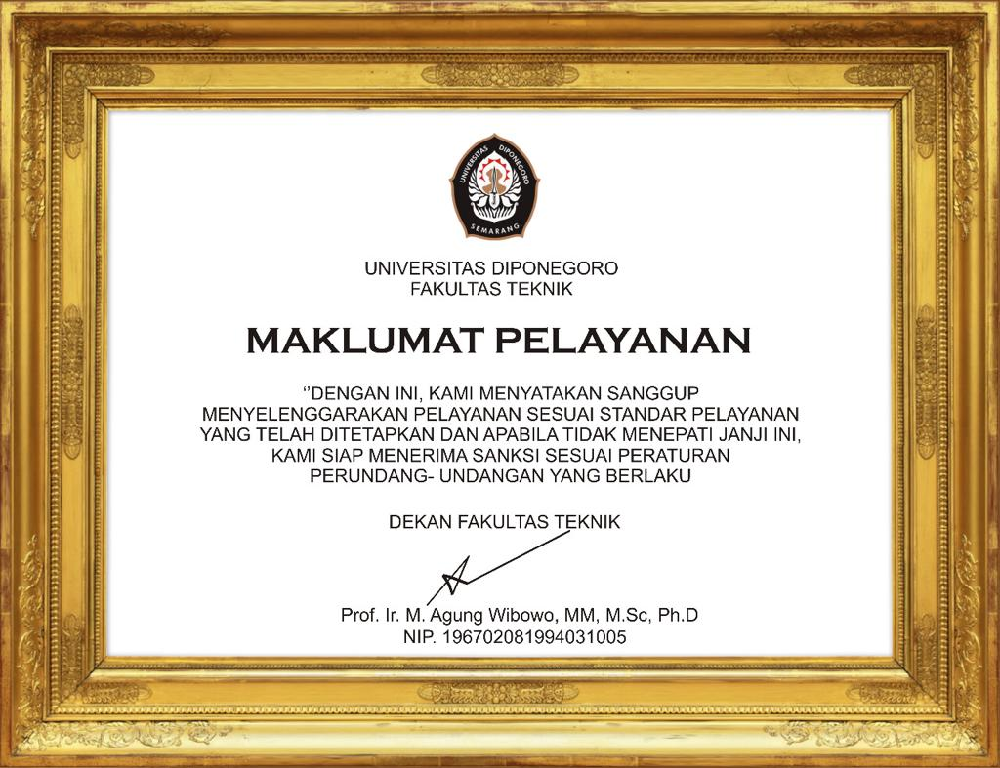 UNIVERSITAS DIPONEGORO
SEMARANG
UNIVERSITAS DIPONEGORO
FAKULTAS TEKNIK
MAKLUMAT PELAYANAN
‘’DENGAN INI, KAMI MENYATAKAN SANGGUP
MENYELENGGARAKAN PELAYANAN SESUAI STANDAR PELAYANAN
YANG TELAH DITETAPKAN DAN APABILA TIDAK MENEPATI JANJI INI,
KAMI SIAP MENERIMA SANKSI SESUAI PERATURAN
PERUNDANG- UNDANGAN YANG BERLAKU
DEKAN FAKULTAS TEKNIK
Prof. Ir. M. Agung Wibowo, MM, M.Sc, Ph.D
NIP. 196702081994031005